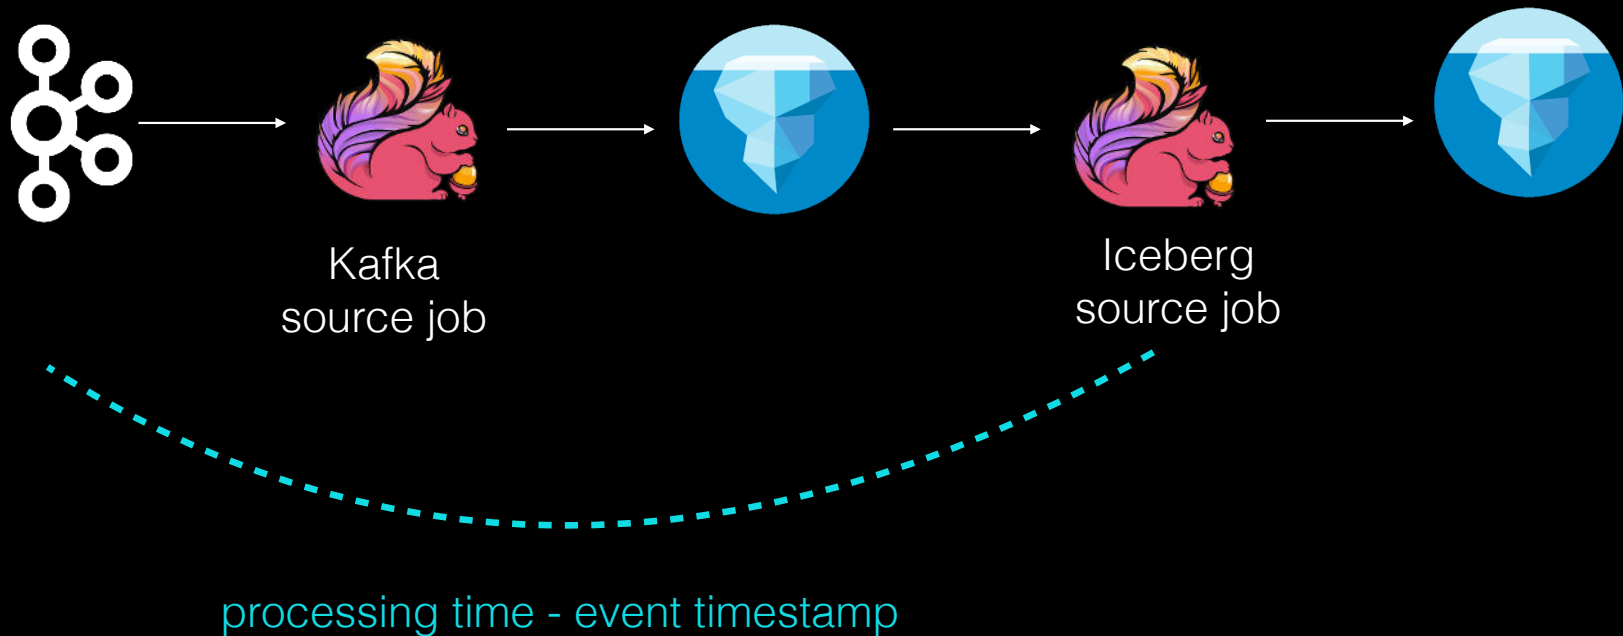 Kafka
source job
Iceberg
source job
processing time - event timestamp